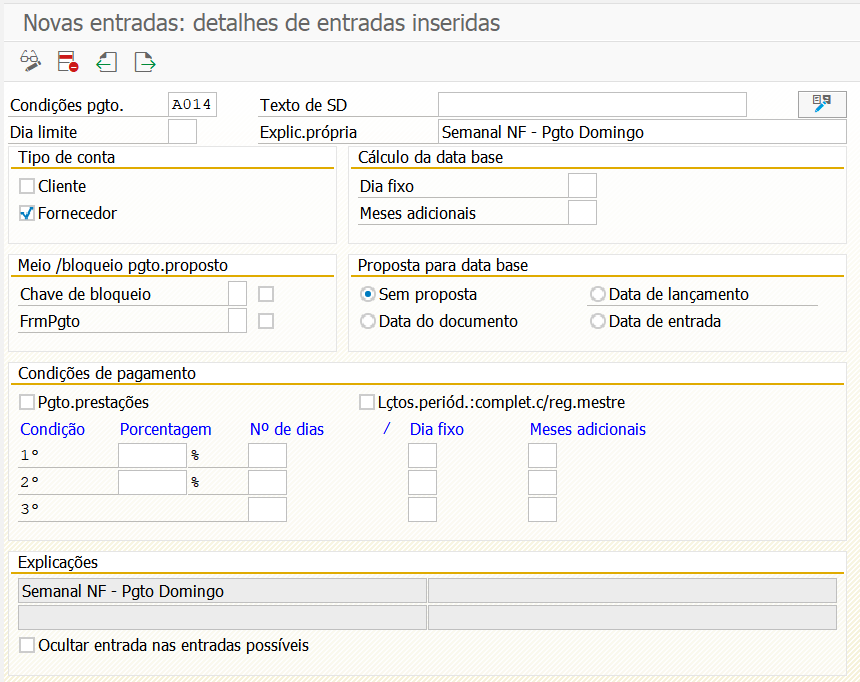 Novas entradas: detalhes de entradas inseridas
Condições pgto. A014 Texto de SD
Dia limite Explic.própria Semanal NF - Pgto Domingo
Tipo de conta Cálculo da data base
Cliente Dia fixo
Fornecedor Meses adicionais
Meio /bloqueio pgto.proposto Proposta para data base
Chave de bloqueio Sem proposta Data de lançamento
FrmPgto Data do documento Data de entrada
Condições de pagamento
Pgto.prestações Lçtos.periód.:complet.c/reg.mestre
Condição Porcentagem Nº de dias / Dia fixo Meses adicionais
1º %
2º %
3º
Explicações
Semanal NF - Pgto Domingo
Ocultar entrada nas entradas possíveis